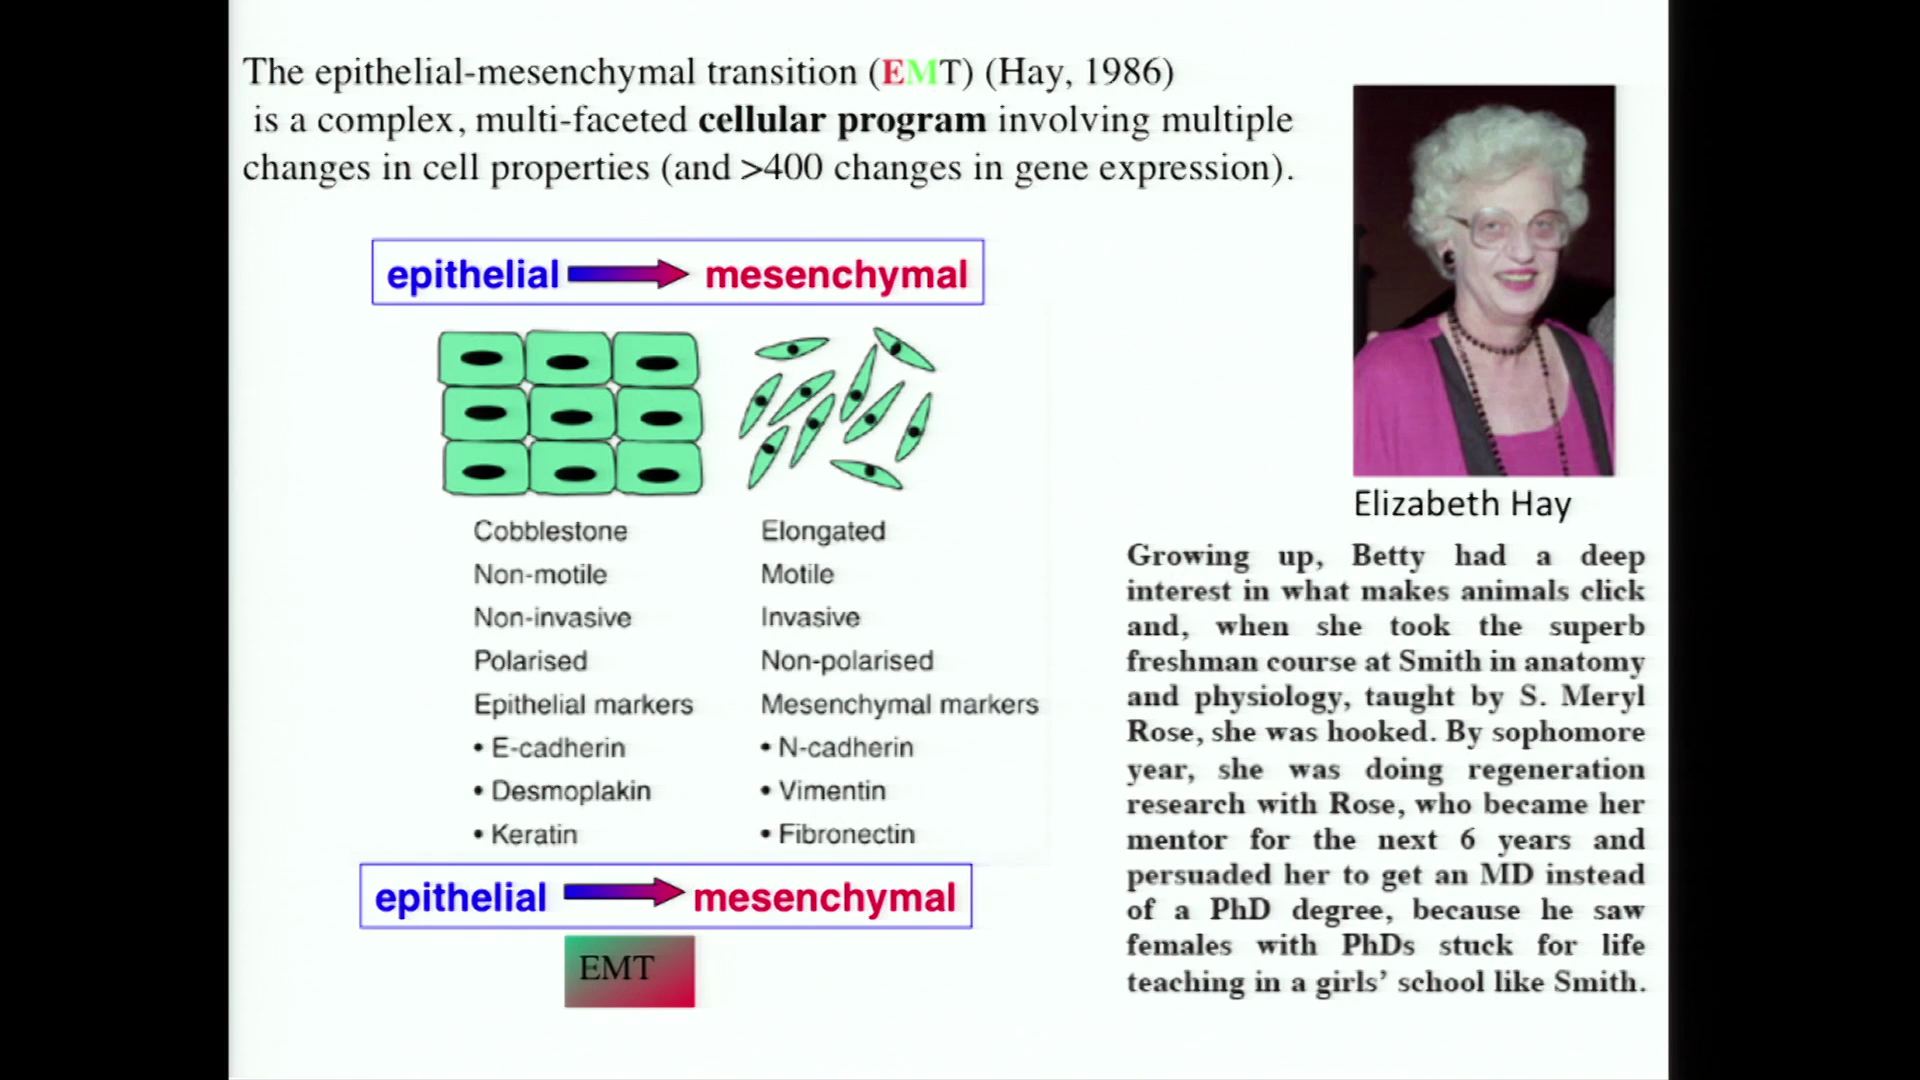 The epithelial-mesenchymal transition (EMT) (Hay, 1986)
is a complex, multi-faceted cellular program involving multiple
changes in cell properties (and >400 changes in gene expression).
epithelial mesenchymal
Cobblestone Elongated
Non-motile Motile
Non-invasive Invasive
Polarised Non-polarised
Epithelial markers Mesenchymal markers
• E-cadherin • N-cadherin
• Desmoplakin • Vimentin
• Keratin • Fibronectin
epithelial mesenchymal
EMT
Elizabeth Hay
Growing up, Betty had a deep
interest in what makes animals click
and, when she took the superb
freshman course at Smith in anatomy
and physiology, taught by S. Meryl
Rose, she was hooked. By sophomore
year, she was doing regeneration
research with Rose, who became her
mentor for the next 6 years and
persuaded her to get an MD instead
of a PhD degree, because he saw
females with PhDs stuck for life
teaching in a girls’ school like Smith.